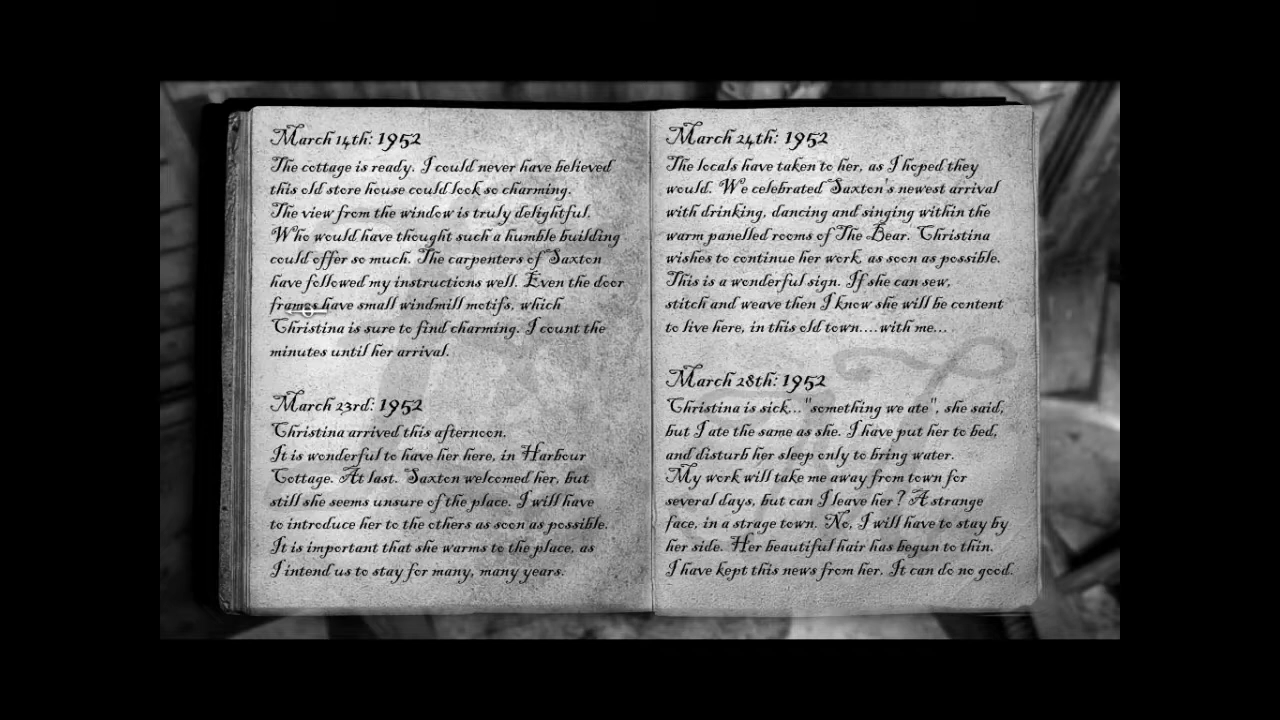 March 14th: 1952
The cottage is ready. I could never have believed
this old store house could look so charming.
The view from the window is truly delightful.
Who would have thought such a humble building
could offer so much. The carpenters of Saxton
have followed my instructions well. Even the door
frames have small windmill motifs, which
Christina is sure to find charming. I count the
minutes until her arrival.
March 23rd: 1952
Christina arrived this afternoon.
It is wonderful to have her here, in Harbour
Cottage. At last. Saxton welcomed her, but
still she seems unsure of the place. I will have
to introduce her to the others as soon as possible.
It is important that she warms to the place, as
I intend us to stay for many, many years.
March 24th: 1952
The locals have taken to her, as I hoped they
would. We celebrated Saxton's newest arrival
with drinking, dancing and singing within the
warm panelled rooms of The Bear. Christina
wishes to continue her work, as soon as possible.
This is a wonderful sign. If she can sew,
stitch and weave then I know she will be content
to live here, in this old town....with me...
March 28th: 1952
Christina is sick..."something we ate", she said,
but I ate the same as she. I have put her to bed,
and disturb her sleep only to bring water.
My work will take me away from town for
several days, but can I leave her? A strange
face, in a strage town. No, I will have to stay by
her side. Her beautiful hair has begun to thin.
I have kept this news from her. It can do no good.